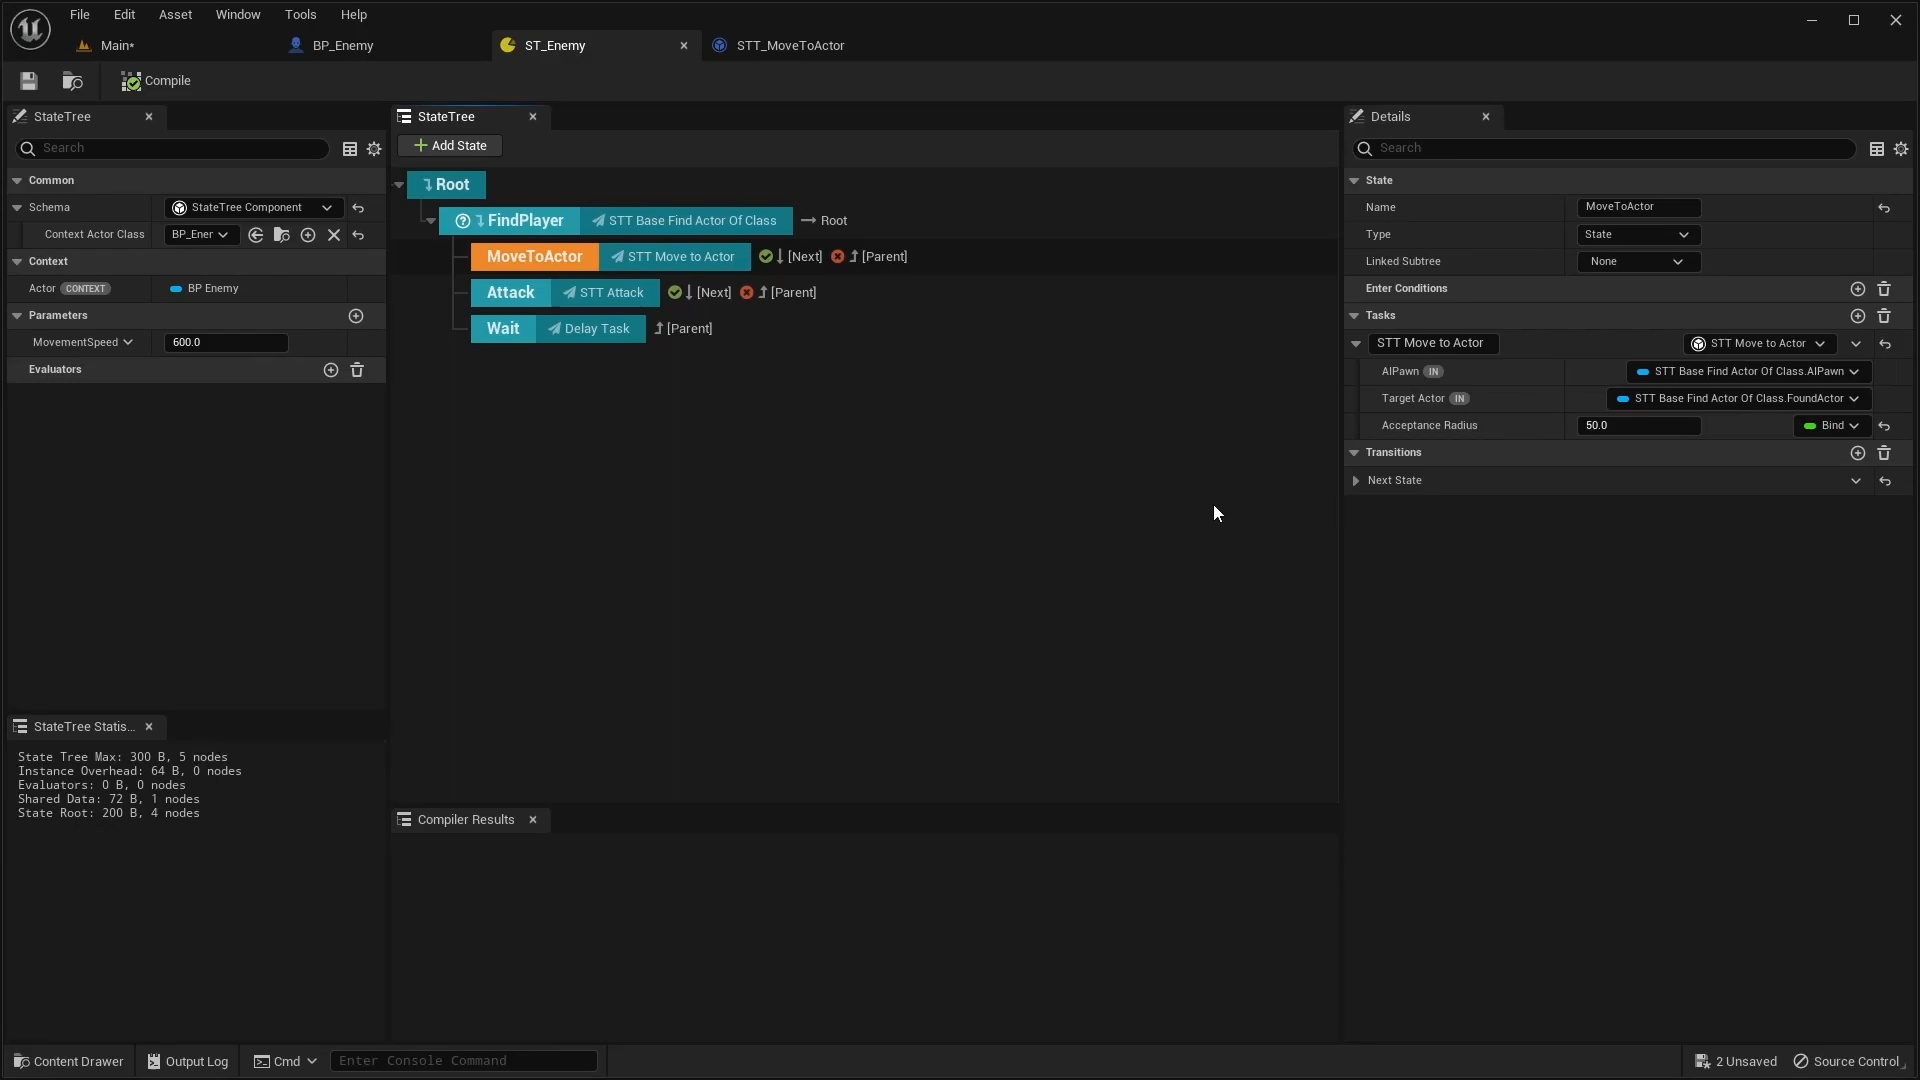 File Edit Asset Window Tools Help
Main* BP_Enemy ST_Enemy STT_MoveToActor
Compile
StateTree
Search
Common
Schema StateTree Component
Context Actor Class BP_Ener
Context
Actor CONTEXT BP Enemy
Parameters
MovementSpeed 600.0
Evaluators
StateTree Statis...
State Tree Max: 300 B, 5 nodes
Instance Overhead: 64 B, 0 nodes
Evaluators: 0 B, 0 nodes
Shared Data: 72 B, 1 nodes
State Root: 200 B, 4 nodes
StateTree
Add State
Root
FindPlayer STT Base Find Actor Of Class Root
MoveToActor STT Move to Actor [Next] [Parent]
Attack STT Attack [Next] [Parent]
Wait Delay Task [Parent]
Compiler Results
Details
Search
State
Name MoveToActor
Type State
Linked Subtree None
Enter Conditions
Tasks
STT Move to Actor STT Move to Actor
AIPawn IN STT Base Find Actor Of Class.AIPawn
Target Actor IN STT Base Find Actor Of Class.FoundActor
Acceptance Radius 50.0 Bind
Transitions
Next State
Content Drawer Output Log Cmd Enter Console Command 2 Unsaved Source Control